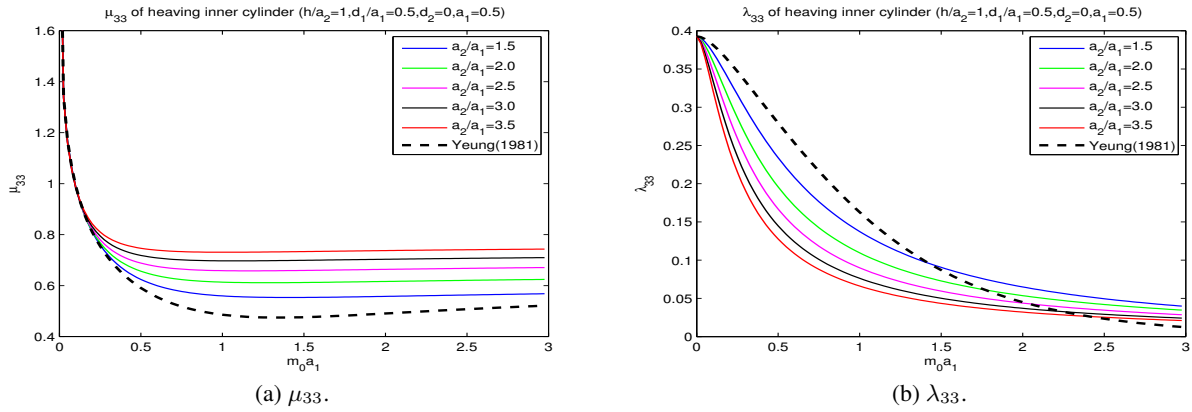 μ₃₃ of heaving inner cylinder (h/a₂=1,d₁/a₁=0.5,d₂=0,a₁=0.5)
1.6
1.4
1.2
1
0.8
0.6
0.4
μ₃₃
a₂/a₁=1.5
a₂/a₁=2.0
a₂/a₁=2.5
a₂/a₁=3.0
a₂/a₁=3.5
Yeung(1981)
0 0.5 1 1.5 2 2.5 3
m₀a₁
(a) μ₃₃.
λ₃₃ of heaving inner cylinder (h/a₂=1,d₁/a₁=0.5,d₂=0,a₁=0.5)
0.4
0.35
0.3
0.25
0.2
0.15
0.1
0.05
0
λ₃₃
a₂/a₁=1.5
a₂/a₁=2.0
a₂/a₁=2.5
a₂/a₁=3.0
a₂/a₁=3.5
Yeung(1981)
0 0.5 1 1.5 2 2.5 3
m₀a₁
(b) λ₃₃.